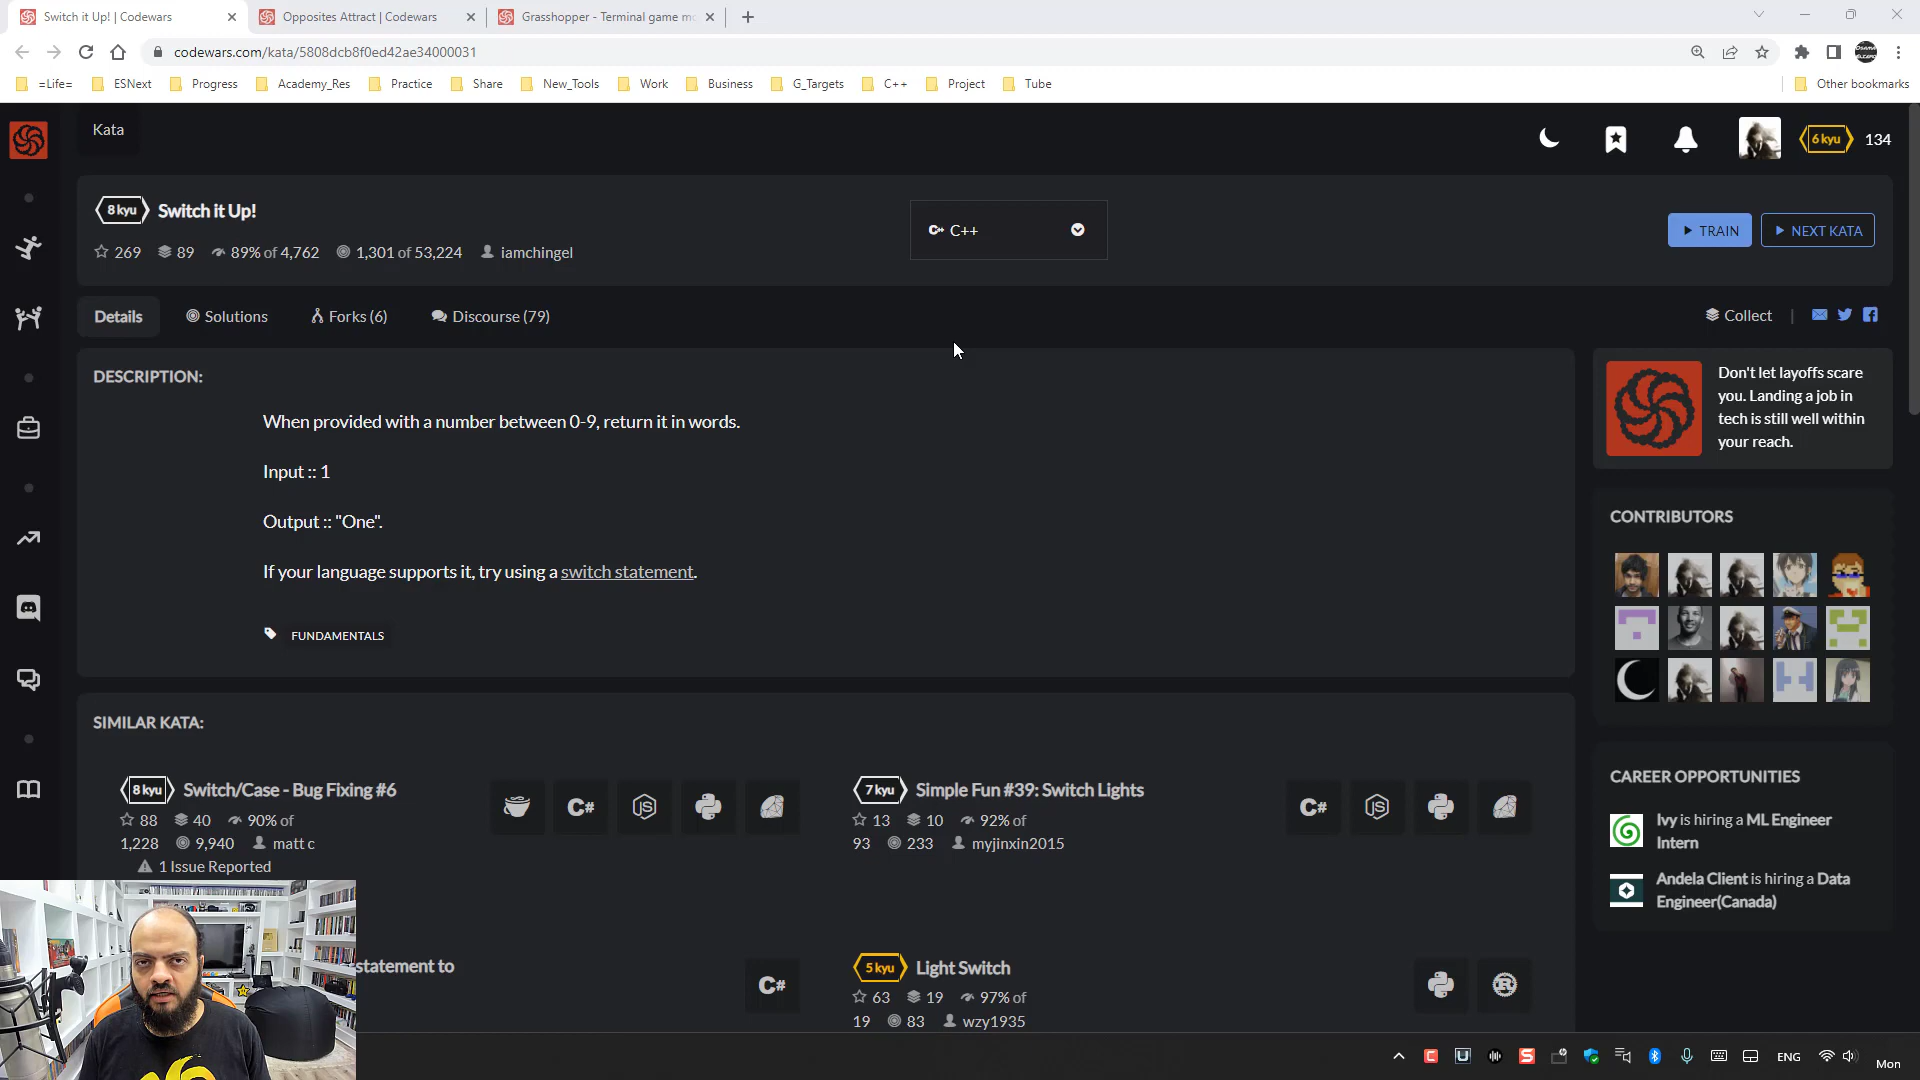 Switch it Up! | Codewars
Opposites Attract | Codewars
Grasshopper - Terminal game mo
codewars.com/kata/5808dcb8f0ed42ae34000031
=Life=
ESNext
Progress
Academy_Res
Practice
Share
New_Tools
Work
Business
G_Targets
C++
Project
Tube
Other bookmarks
Kata
6 kyu
134
8 kyu
Switch it Up!
269
89
89% of 4,762
1,301 of 53,224
iamchingel
C++
TRAIN
NEXT KATA
Details
Solutions
Forks (6)
Discourse (79)
Collect
DESCRIPTION:
When provided with a number between 0-9, return it in words.
Input :: 1
Output :: "One".
If your language supports it, try using a switch statement.
FUNDAMENTALS
Don't let layoffs scare
you. Landing a job in
tech is still well within
your reach.
CONTRIBUTORS
SIMILAR KATA:
8 kyu
Switch/Case - Bug Fixing #6
88
40
90% of
1,228
9,940
matt c
1 Issue Reported
C#
JS
7 kyu
Simple Fun #39: Switch Lights
13
10
92% of
93
233
myjinxin2015
C#
JS
CAREER OPPORTUNITIES
Ivy is hiring a ML Engineer
Intern
Andela Client is hiring a Data
Engineer(Canada)
statement to
C#
5 kyu
Light Switch
63
19
97% of
19
83
wzy1935
ENG
Mon